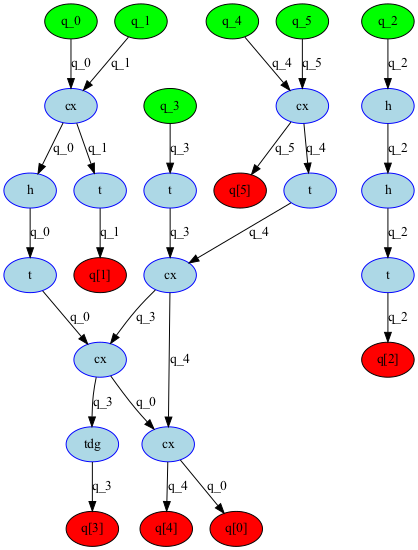 q_0 q_1 q_4 q_5 q_2
q_0 q_1 q_4 q_5 q_2
cx q_3 cx h
q_0 q_1 q_3 q_5 q_4 q_2
h t t q[5] t h
q_0 q_1 q_3 q_4 q_2
t q[1] cx t
q_0 q_3 q_4 q_2
cx q[2]
q_3 q_0
tdg cx
q_3 q_4 q_0
q[3] q[4] q[0]